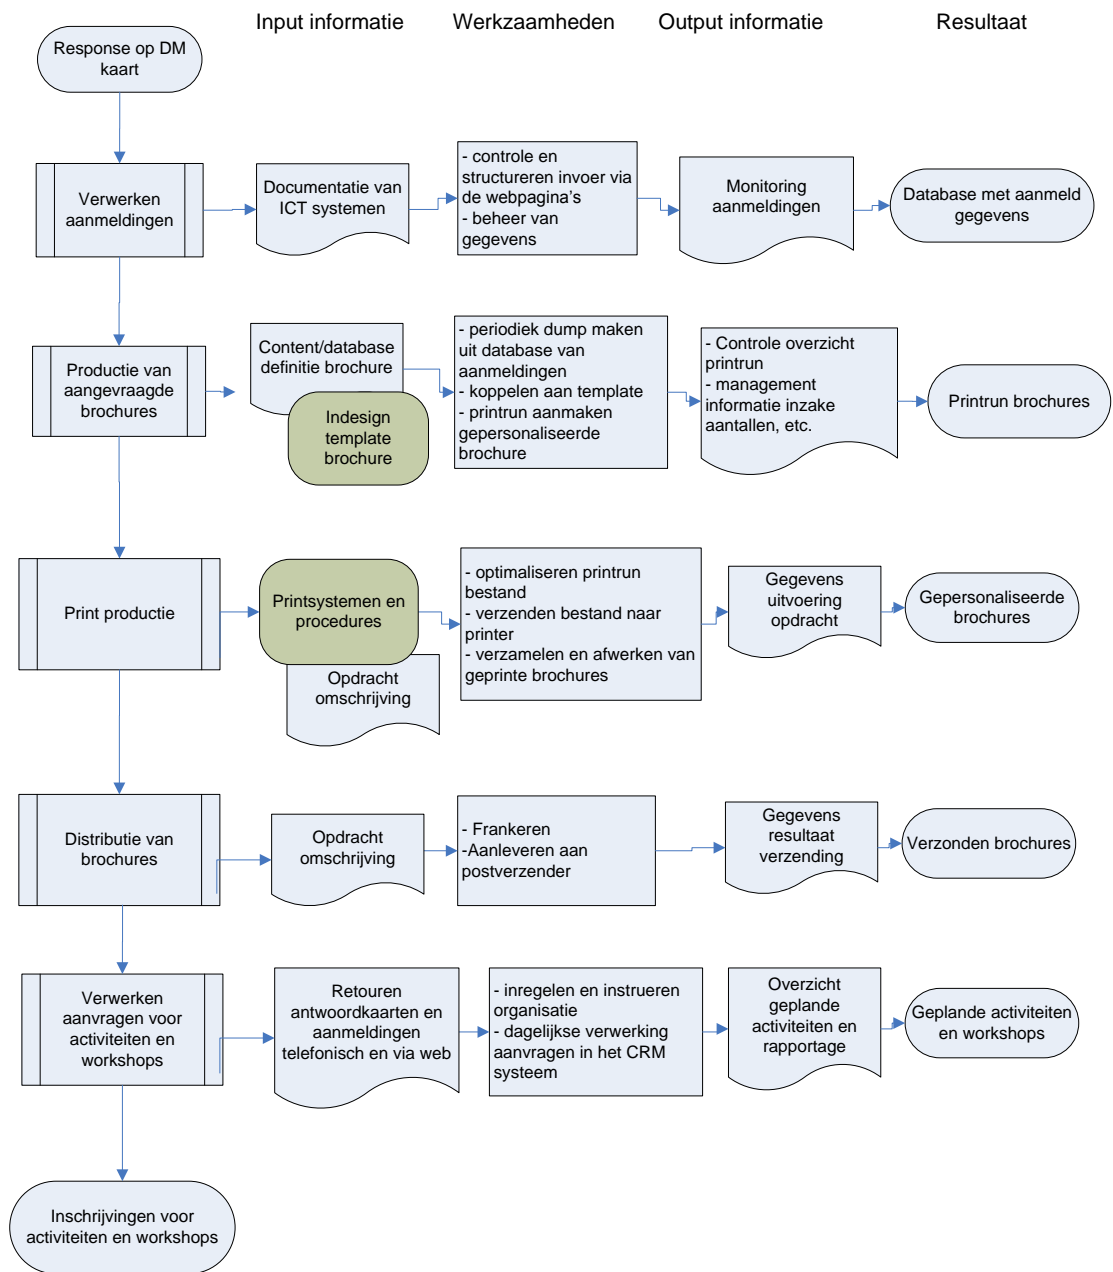 Input informatie
Werkzaamheden
Output informatie
Resultaat
Response op DM
kaart
Verwerken
aanmeldingen
Documentatie van
ICT systemen
- controle en
structureren invoer via
de webpagina's
- beheer van
gegevens
Monitoring
aanmeldingen
Database met aanmeld
gegevens
Productie van
aangevraagde
brochures
Content/database
definitie brochure
Indesign
template
brochure
- periodiek dump maken
uit database van
aanmeldingen
- koppelen aan template
- printrun aanmaken
gepersonaliseerde
brochure
- Controle overzicht
printrun
- management
informatie inzake
aantallen, etc.
Printrun brochures
Print productie
Printsystemen en
procedures
Opdracht
omschrijving
- optimaliseren printrun
bestand
- verzenden bestand naar
printer
- verzamelen en afwerken van
geprinte brochures
Gegevens
uitvoering
opdracht
Gepersonaliseerde
brochures
Distributie van
brochures
Opdracht
omschrijving
- Frankeren
-Aanleveren aan
postverzender
Gegevens
resultaat
verzending
Verzonden brochures
Verwerken
aanvragen voor
activiteiten en
workshops
Retouren
antwoordkaarten en
aanmeldingen
telefonisch en via web
- inregelen en instrueren
organisatie
- dagelijkse verwerking
aanvragen in het CRM
systeem
Overzicht
geplande
activiteiten en
rapportage
Geplande activiteiten
en workshops
Inschrijvingen voor
activiteiten en workshops